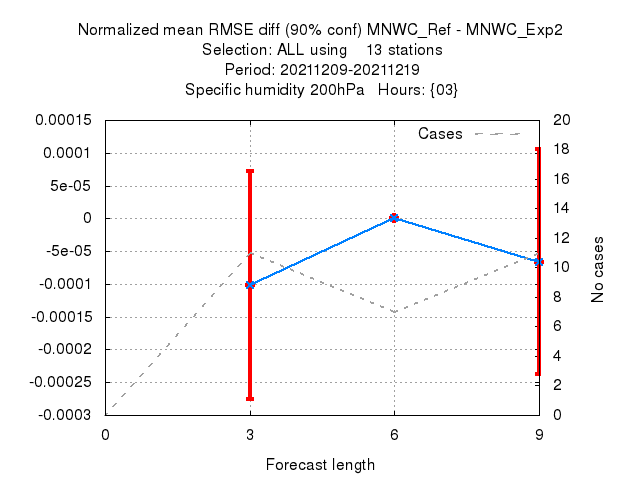 Normalized mean RMSE diff (90% conf) MNWC_Ref - MNWC_Exp2
Selection: ALL using    13 stations
Period: 20211209-20211219
Specific humidity 200hPa   Hours: {03}
Cases
0.00015
0.0001
5e-05
0
-5e-05
-0.0001
-0.00015
-0.0002
-0.00025
-0.0003
20
18
16
14
12
10
8
6
4
2
0
No cases
0
3
6
9
Forecast length